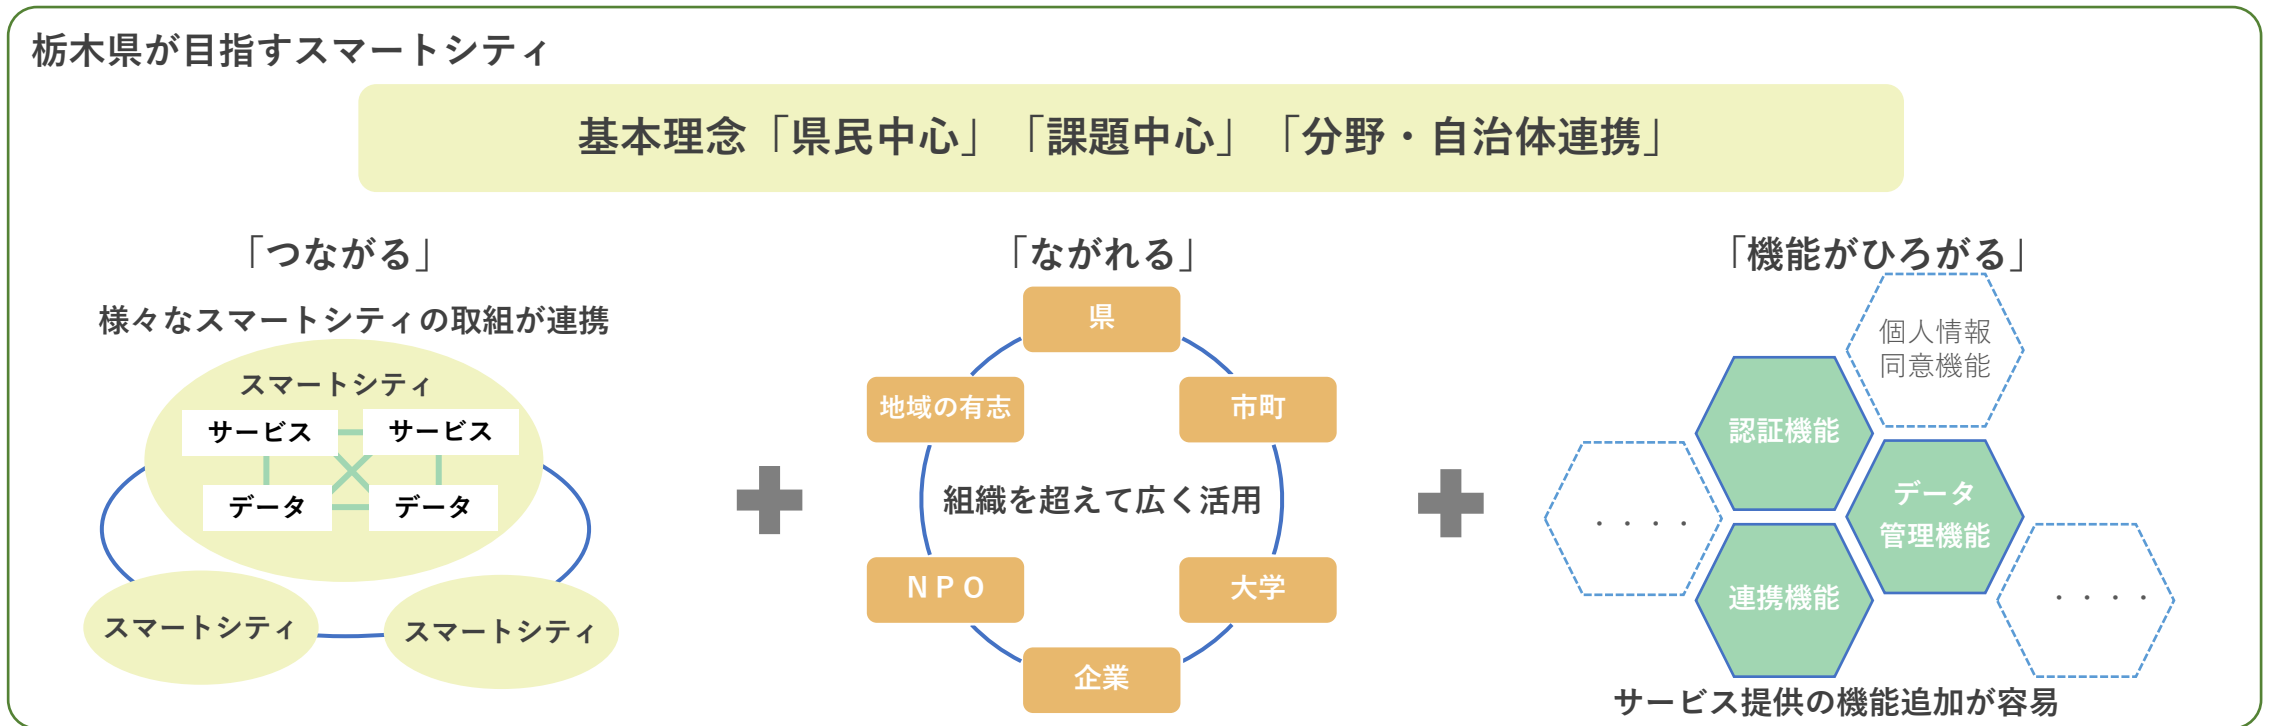 栃木県が目指すスマートシティ
基本理念「県民中心」「課題中心」「分野・自治体連携」
「つながる」
様々なスマートシティの取組が連携
スマートシティ
サービス
サービス
データ
データ
スマートシティ
スマートシティ
「ながれる」
県
地域の有志
市町
組織を超えて広く活用
ＮＰＯ
大学
企業
「機能がひろがる」
個人情報
同意機能
認証機能
データ
管理機能
・・・・
連携機能
・・・・
サービス提供の機能追加が容易